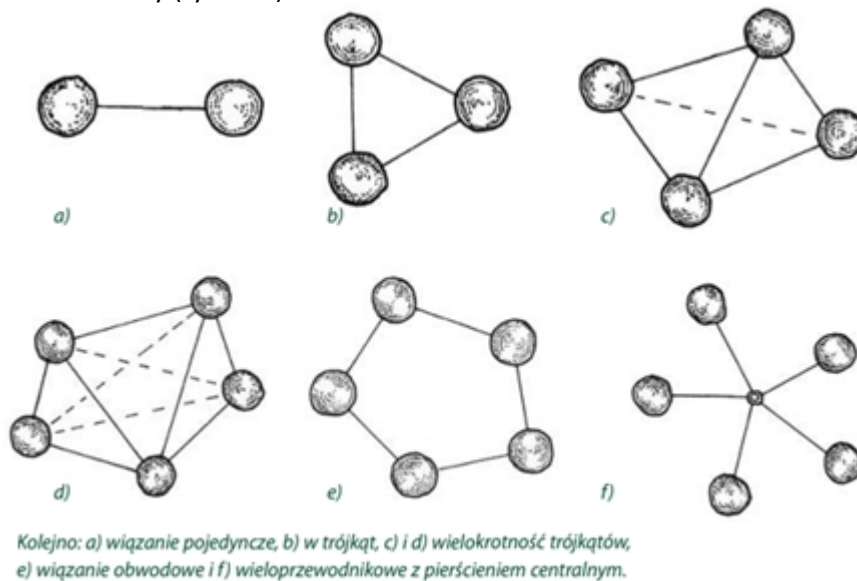 a)
b)
c)
d)
e)
f)
Kolejno: a) wiązanie pojedyncze, b) w trójkąt, c) i d) wielokrotność trójkątów,
e) wiązanie obwodowe i f) wieloprzewodnikowe z pierścieniem centralnym.